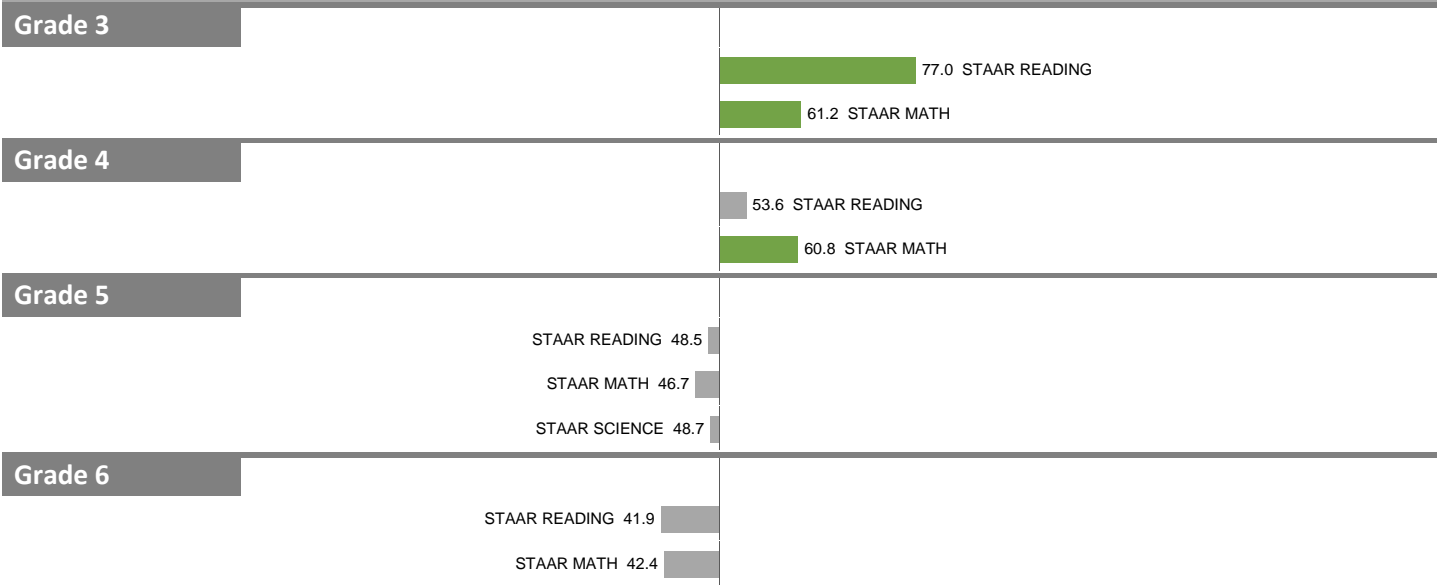 Grade 3
77.0 STAAR READING
61.2 STAAR MATH
Grade 4
53.6 STAAR READING
60.8 STAAR MATH
Grade 5
STAAR READING 48.5
STAAR MATH 46.7
STAAR SCIENCE 48.7
Grade 6
STAAR READING 41.9
STAAR MATH 42.4